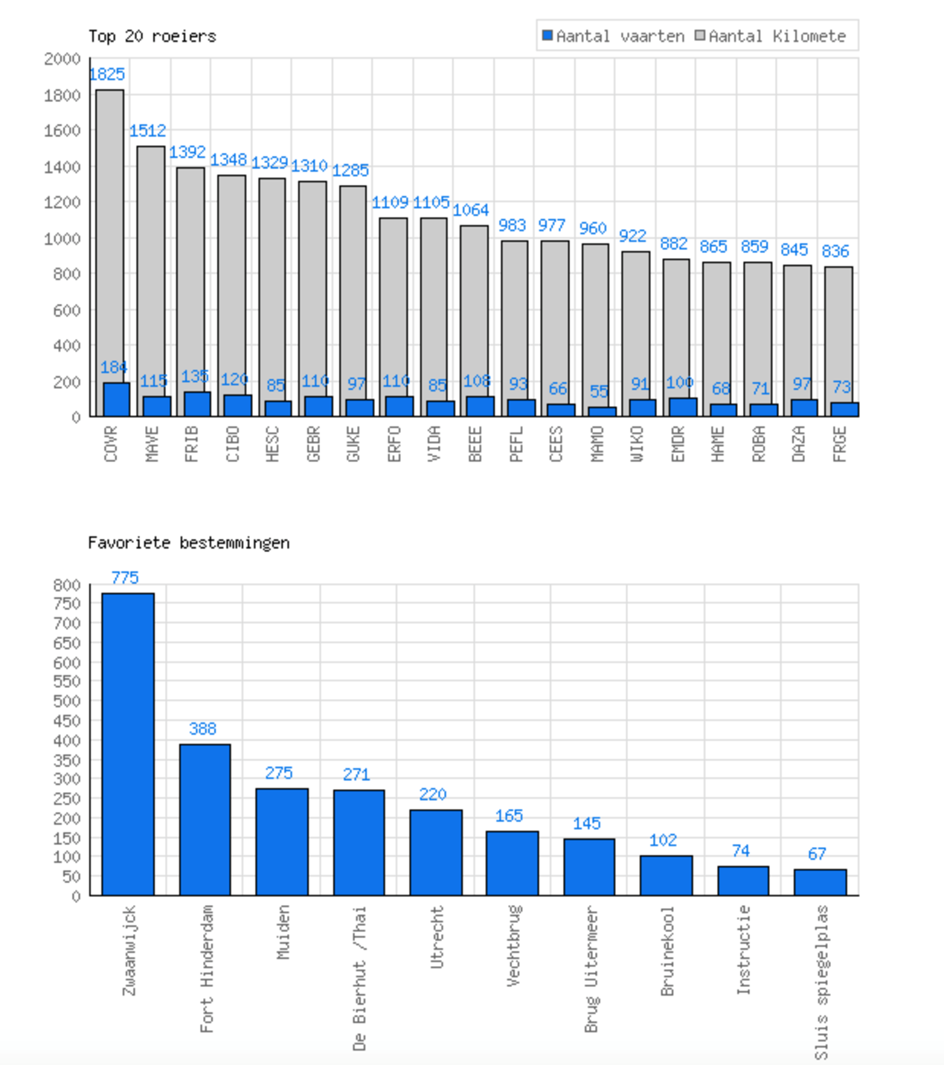 Top 20 roeiers
Aantal vaarten Aantal Kilomete
2000
1800
1600
1400
1200
1000
800
600
400
200
0
1825 1512 1392 1348 1329 1310 1285 1109 1105 1064 983 977 960 922 882 865 859 845 836
184 115 135 120 85 110 97 110 85 108 93 66 55 91 100 68 71 97 73
COVR MAVE FRIB CIBO HESC GEBR GUKE ERFO VIDA BEEE PEFL CEES MAMO WIKO EMDR HAME ROBA DAZA FRGE
Favoriete bestemmingen
800
750
700
650
600
550
500
450
400
350
300
250
200
150
100
50
0
775 388 275 271 220 165 145 102 74 67
Zwaanwijck
Fort Hinderdam
Muiden
De Bierhut /Thai
Utrecht
Vechtbrug
Brug Uitermeer
Bruinekool
Instructie
Sluis spiegelplas